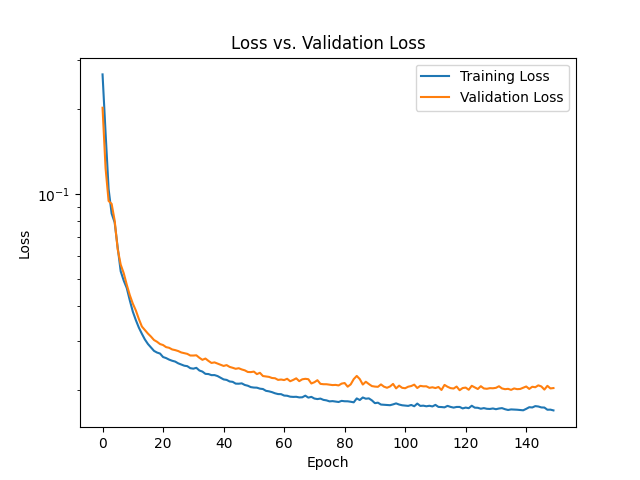 Loss vs. Validation Loss
Training Loss
Validation Loss
10⁻¹
Loss
0 20 40 60 80 100 120 140
Epoch